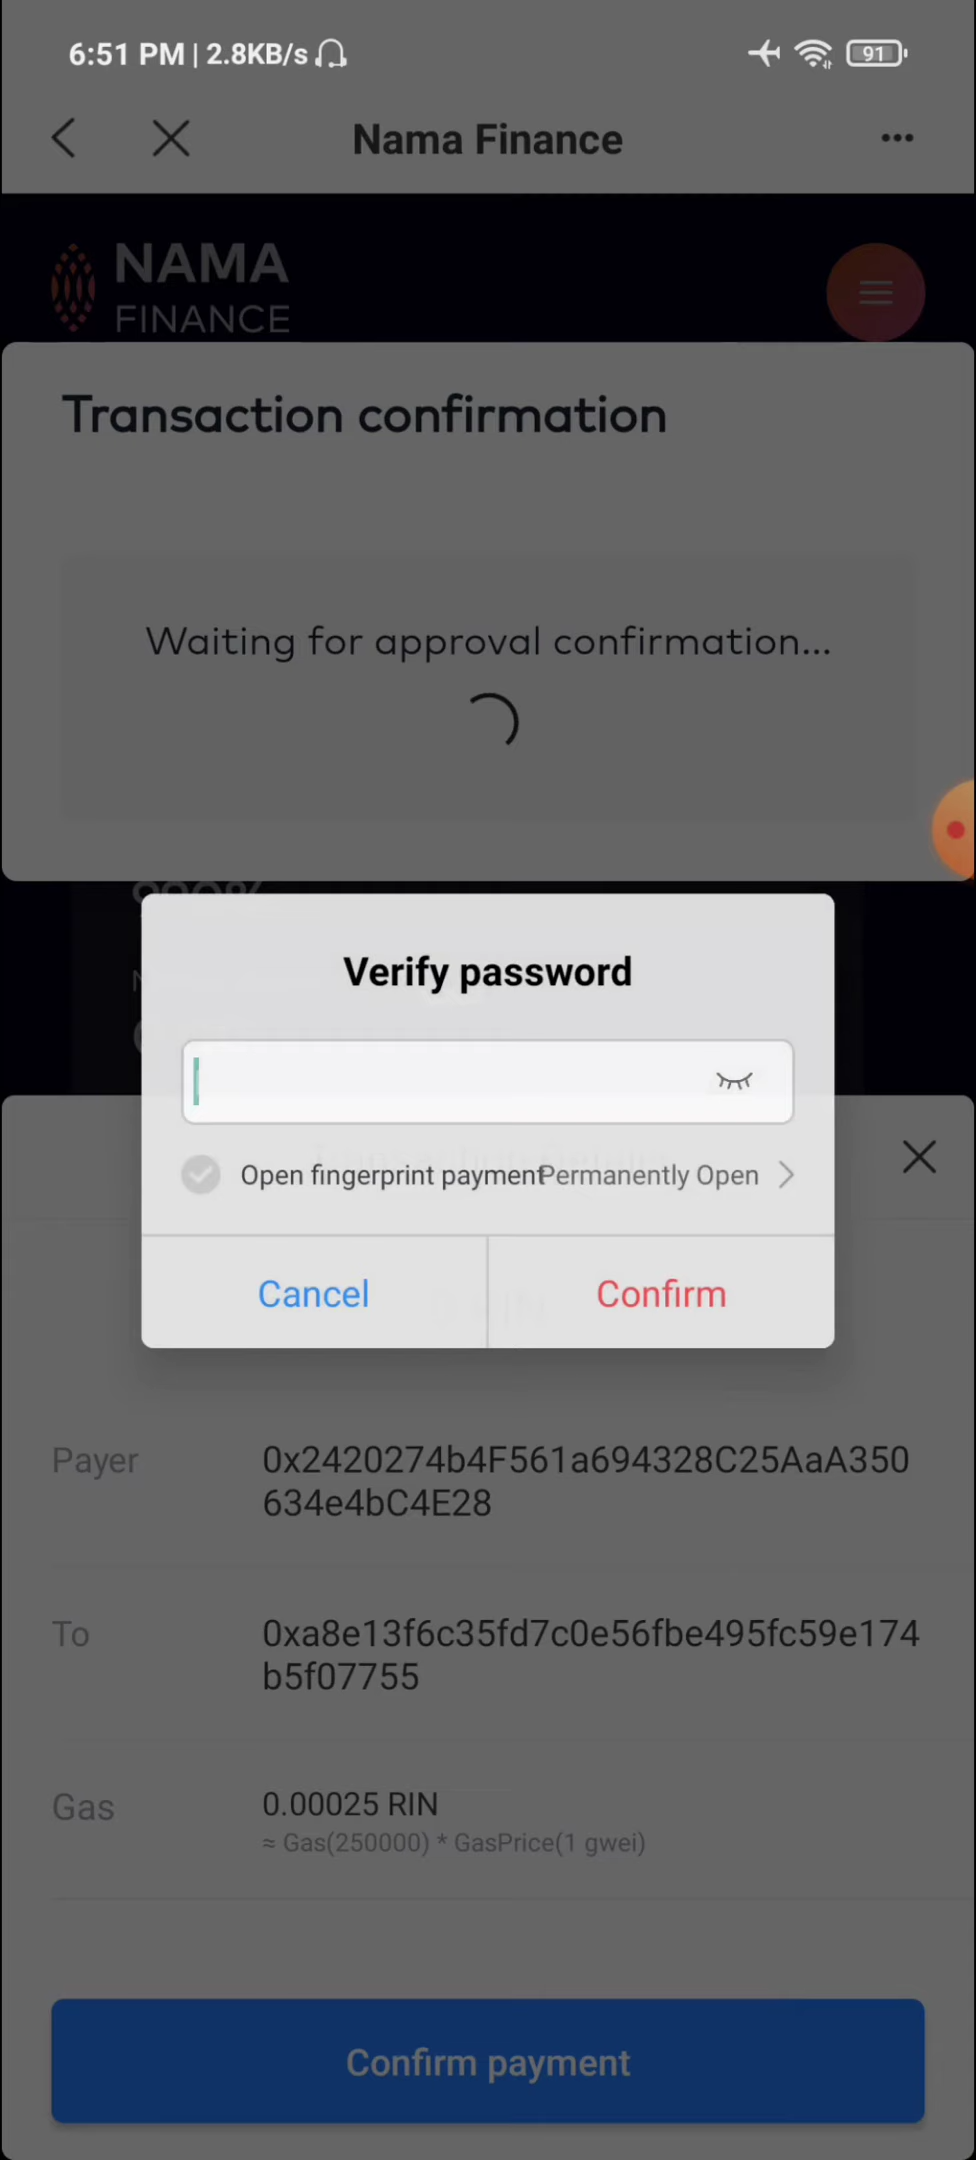 6:51 PM | 2.8KB/s
91
Nama Finance
NAMA
FINANCE
Transaction confirmation
Waiting for approval confirmation...
Verify password
Open fingerprint payment Permanently Open
Cancel Confirm
Payer 0x2420274b4F561a694328C25AaA350
634e4bC4E28
To 0xa8e13f6c35fd7c0e56fbe495fc59e174
b5f07755
Gas 0.00025 RIN
≈ Gas(250000) * GasPrice(1 gwei)
Confirm payment